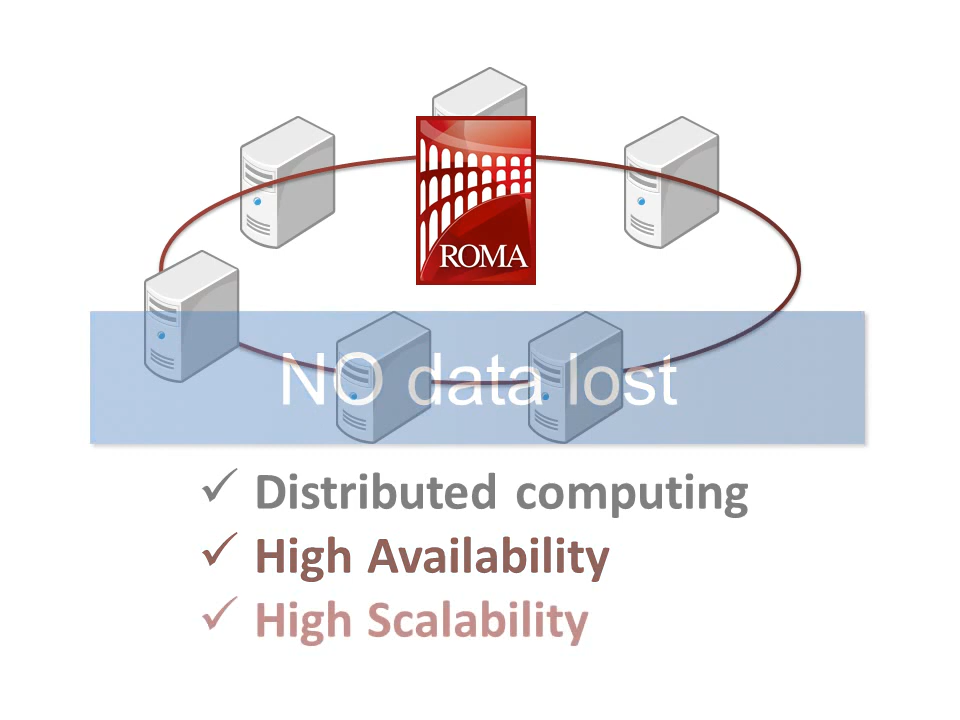 ROMA
NO data lost
✓ Distributed computing
✓ High Availability
✓ High Scalability